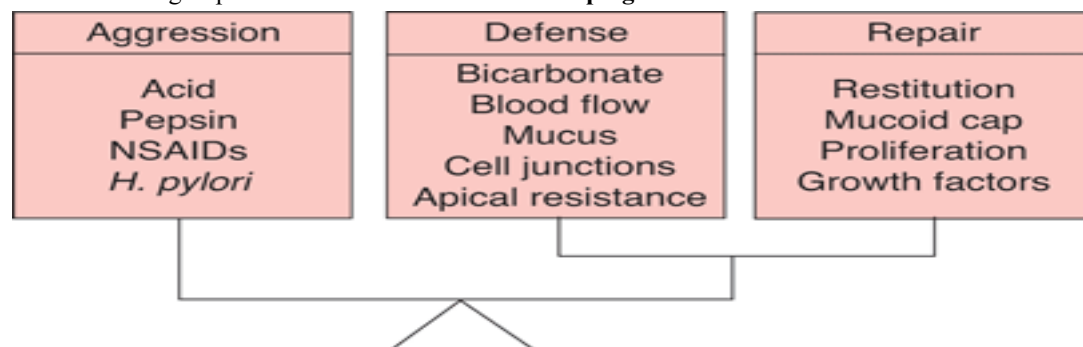 Aggression
Acid
Pepsin
NSAIDs
H. pylori
Defense
Bicarbonate
Blood flow
Mucus
Cell junctions
Apical resistance
Repair
Restitution
Mucoid cap
Proliferation
Growth factors